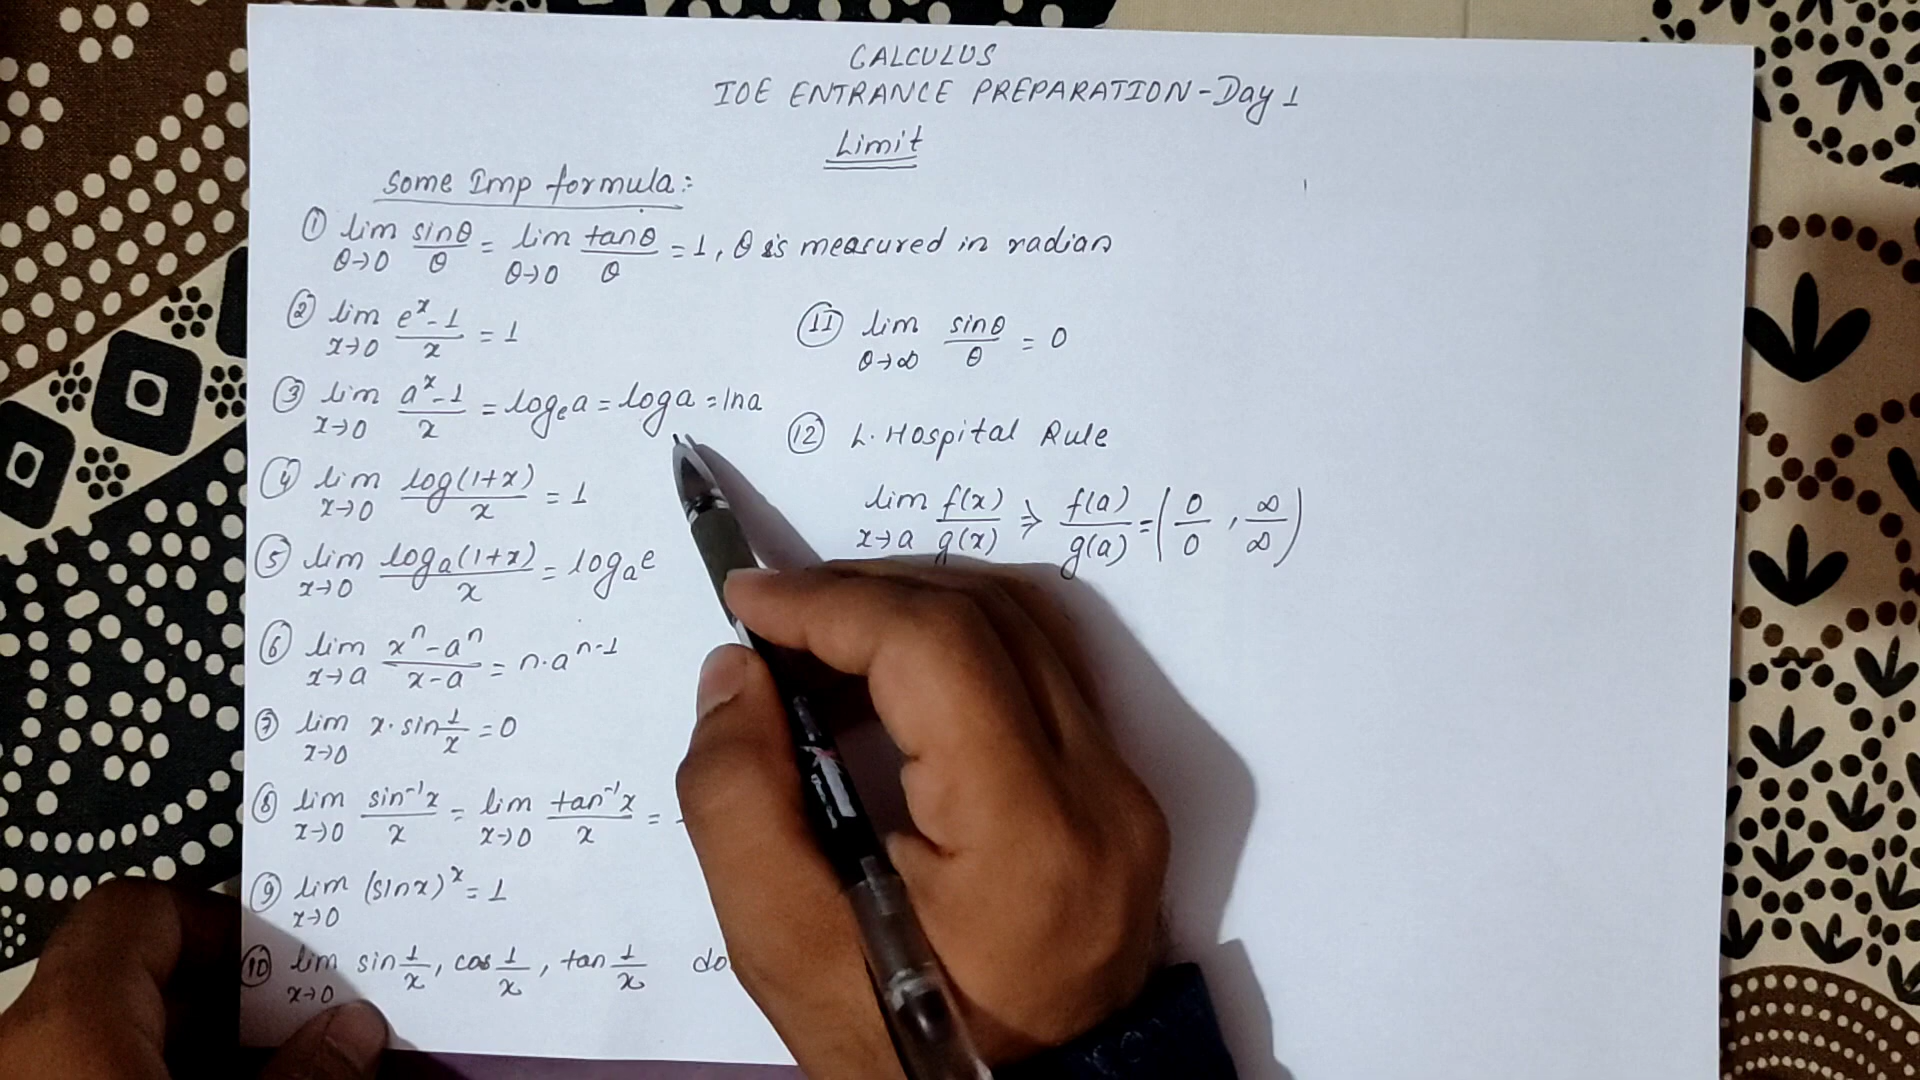 CALCULUS
IOE ENTRANCE PREPARATION - Day 1
Limit
Some Imp formula:
① lim θ→0 sinθ/θ = lim θ→0 tanθ/θ = 1, θ is measured in radian
② lim x→0 (e^x - 1)/x = 1
③ lim x→0 (a^x - 1)/x = log_e a = log a = ln a
④ lim x→0 log(1+x)/x = 1
⑤ lim x→0 log_a(1+x)/x = log_a e
⑥ lim x→a (x^n - a^n)/(x - a) = n·a^(n-1)
⑦ lim x→0 x·sin 1/x = 0
⑧ lim x→0 sin⁻¹x/x = lim x→0 tan⁻¹x/x =
⑨ lim x→0 (sinx)^x = 1
⑩ lim x→0 sin 1/x, cos 1/x, tan 1/x
⑪ lim θ→∞ sinθ/θ = 0
⑫ L. Hospital Rule
lim x→a f(x)/g(x) ⇒ f(a)/g(a) = (0/0, ∞/∞)